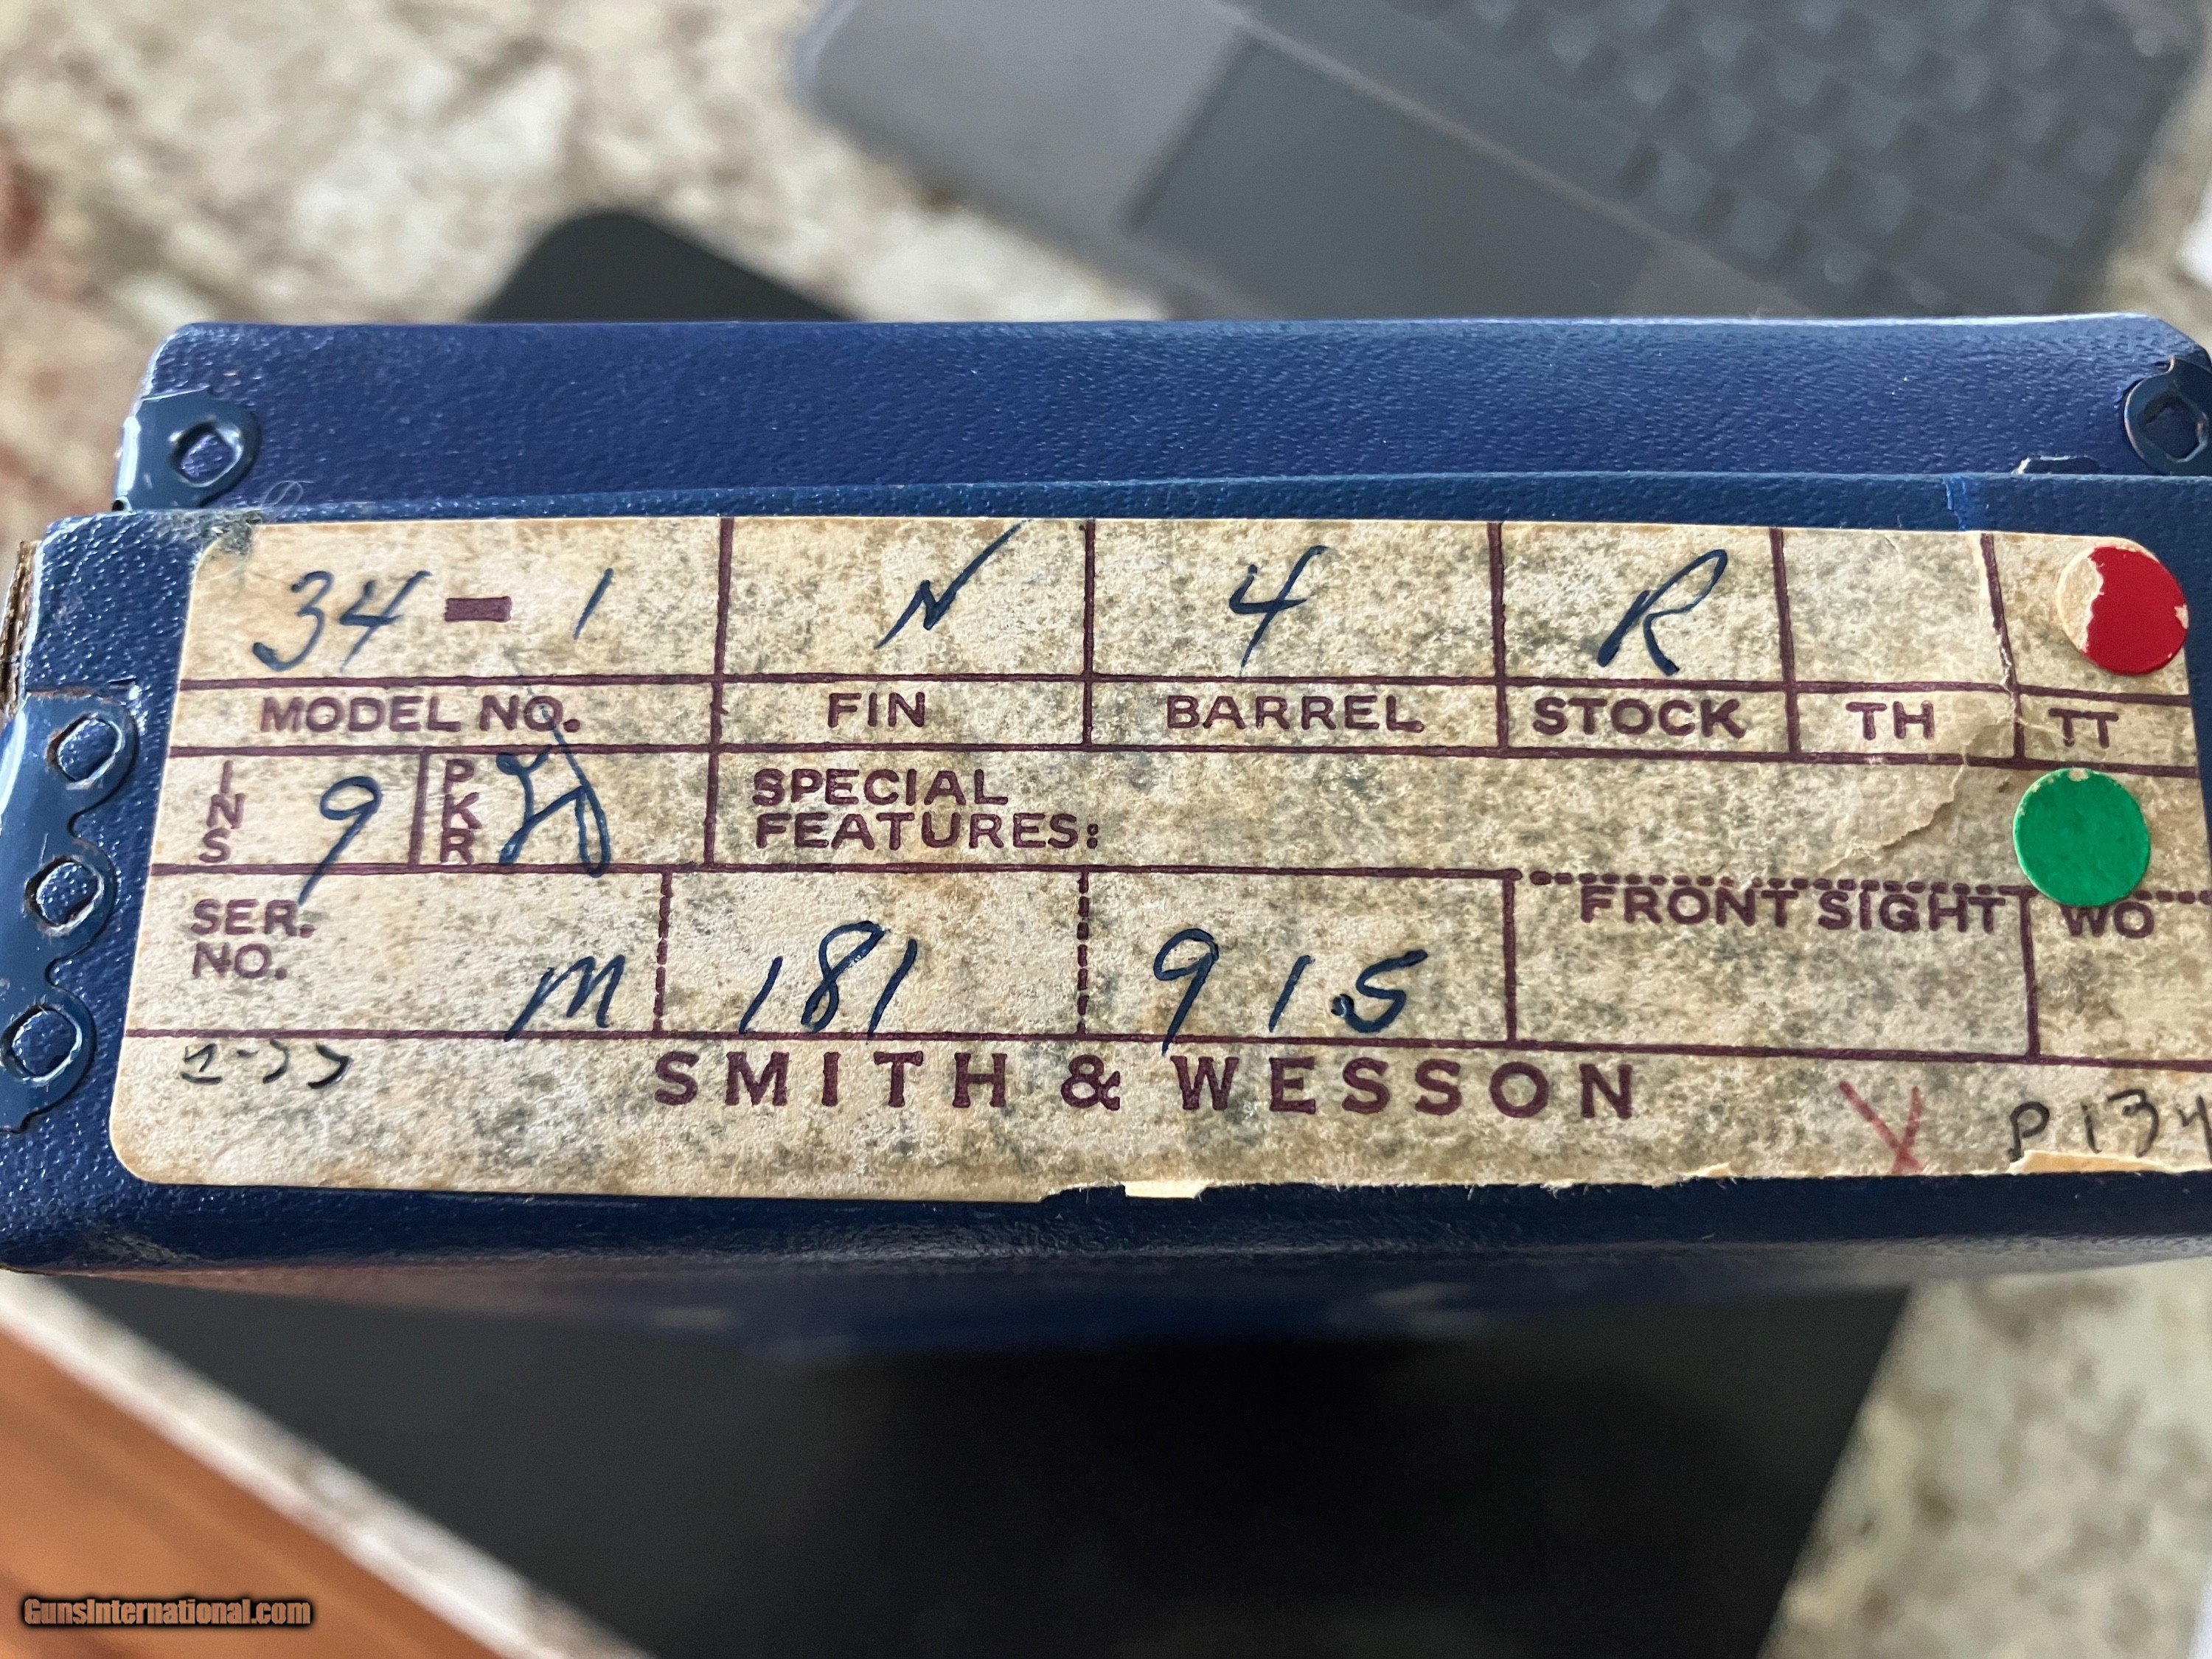 34-1 N 4 R
MODEL NO. FIN BARREL STOCK TH TT
INS 9 PKR SPECIAL FEATURES:
SER. NO. M 181 915 FRONT SIGHT WO
SMITH & WESSON
P 134
GunsInternational.com